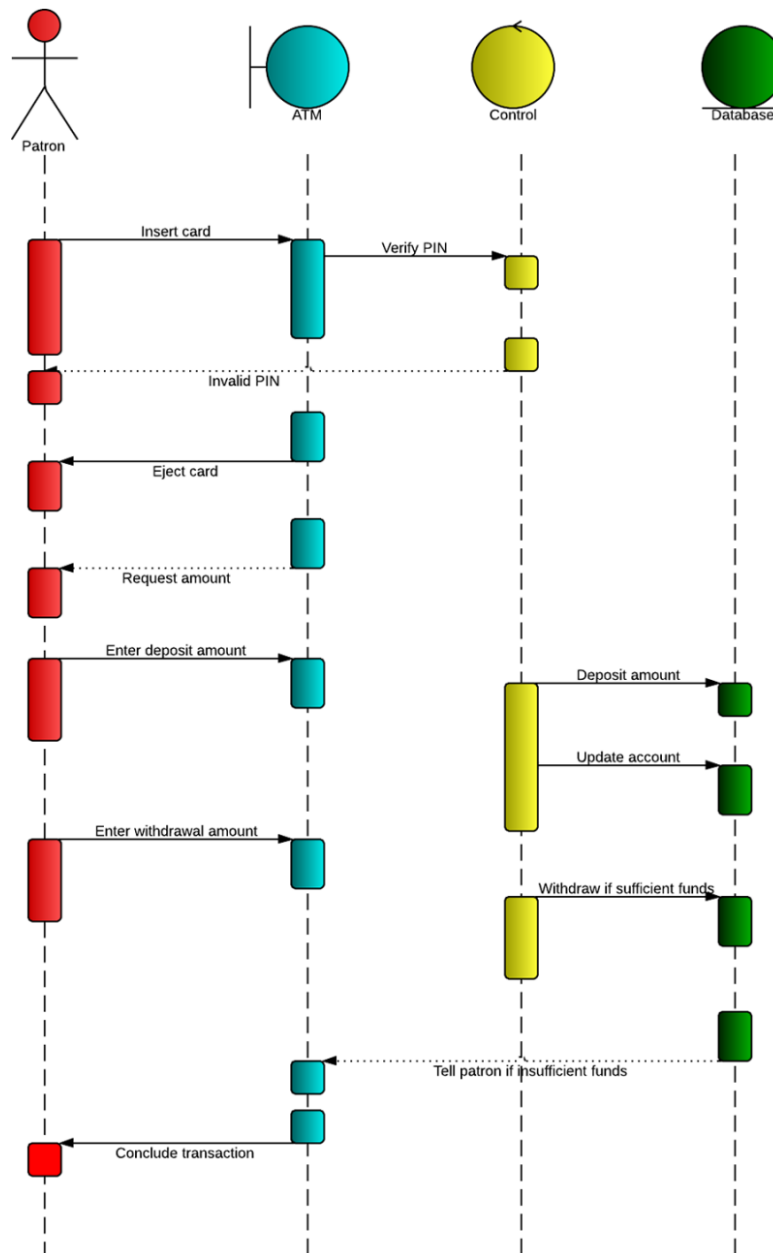 Patron
ATM
Control
Database
Insert card
Verify PIN
Invalid PIN
Eject card
Request amount
Enter deposit amount
Deposit amount
Update account
Enter withdrawal amount
Withdraw if sufficient funds
Tell patron if insufficient funds
Conclude transaction